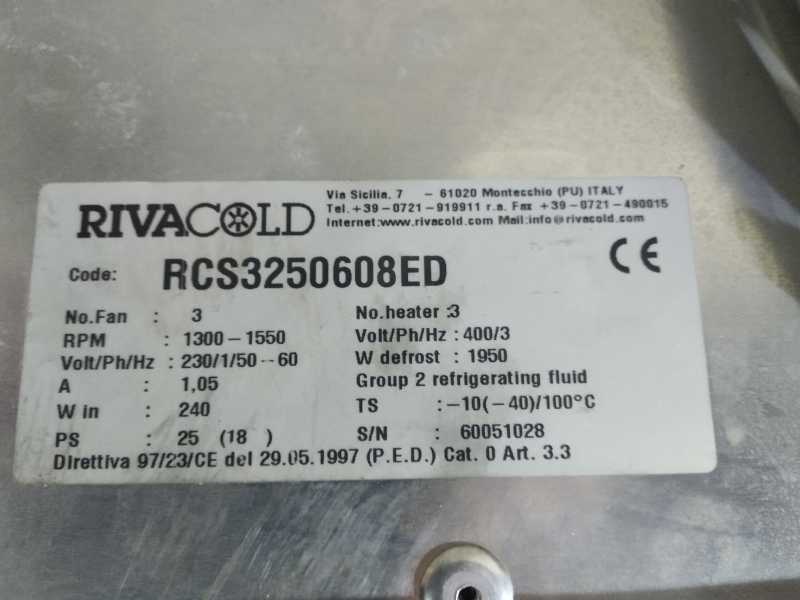 RIVACOLD
Via Sicilia, 7 - 61020 Montecchio (PU) ITALY
Tel.+39-0721-919911 r.a. Fax +39-0721-490015
Internet:www.rivacold.com Mail:info@rivacold.com
Code: RCS3250608ED
CE
No.Fan : 3
RPM : 1300-1550
Volt/Ph/Hz : 230/1/50-60
A : 1,05
W in : 240
PS : 25 (18 )
No.heater :3
Volt/Ph/Hz : 400/3
W defrost : 1950
Group 2 refrigerating fluid
TS :-10(-40)/100°C
S/N : 60051028
Direttiva 97/23/CE del 29.05.1997 (P.E.D.) Cat. 0 Art. 3.3